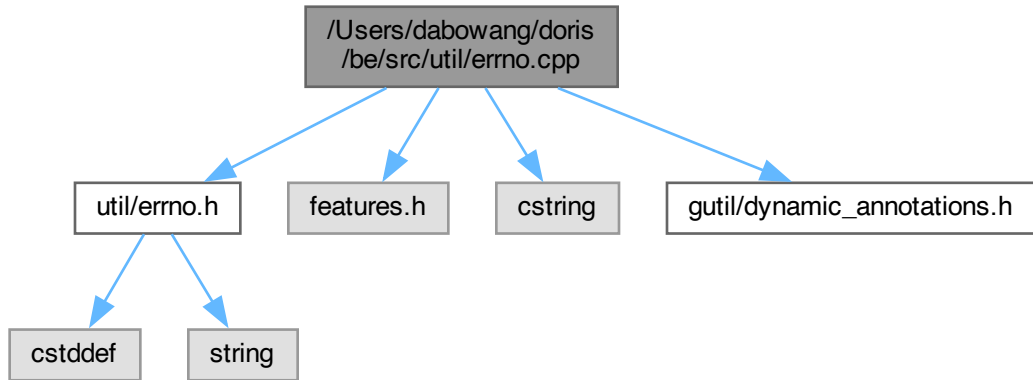 /Users/dabowang/doris
/be/src/util/errno.cpp
util/errno.h
features.h
cstring
gutil/dynamic_annotations.h
cstddef
string